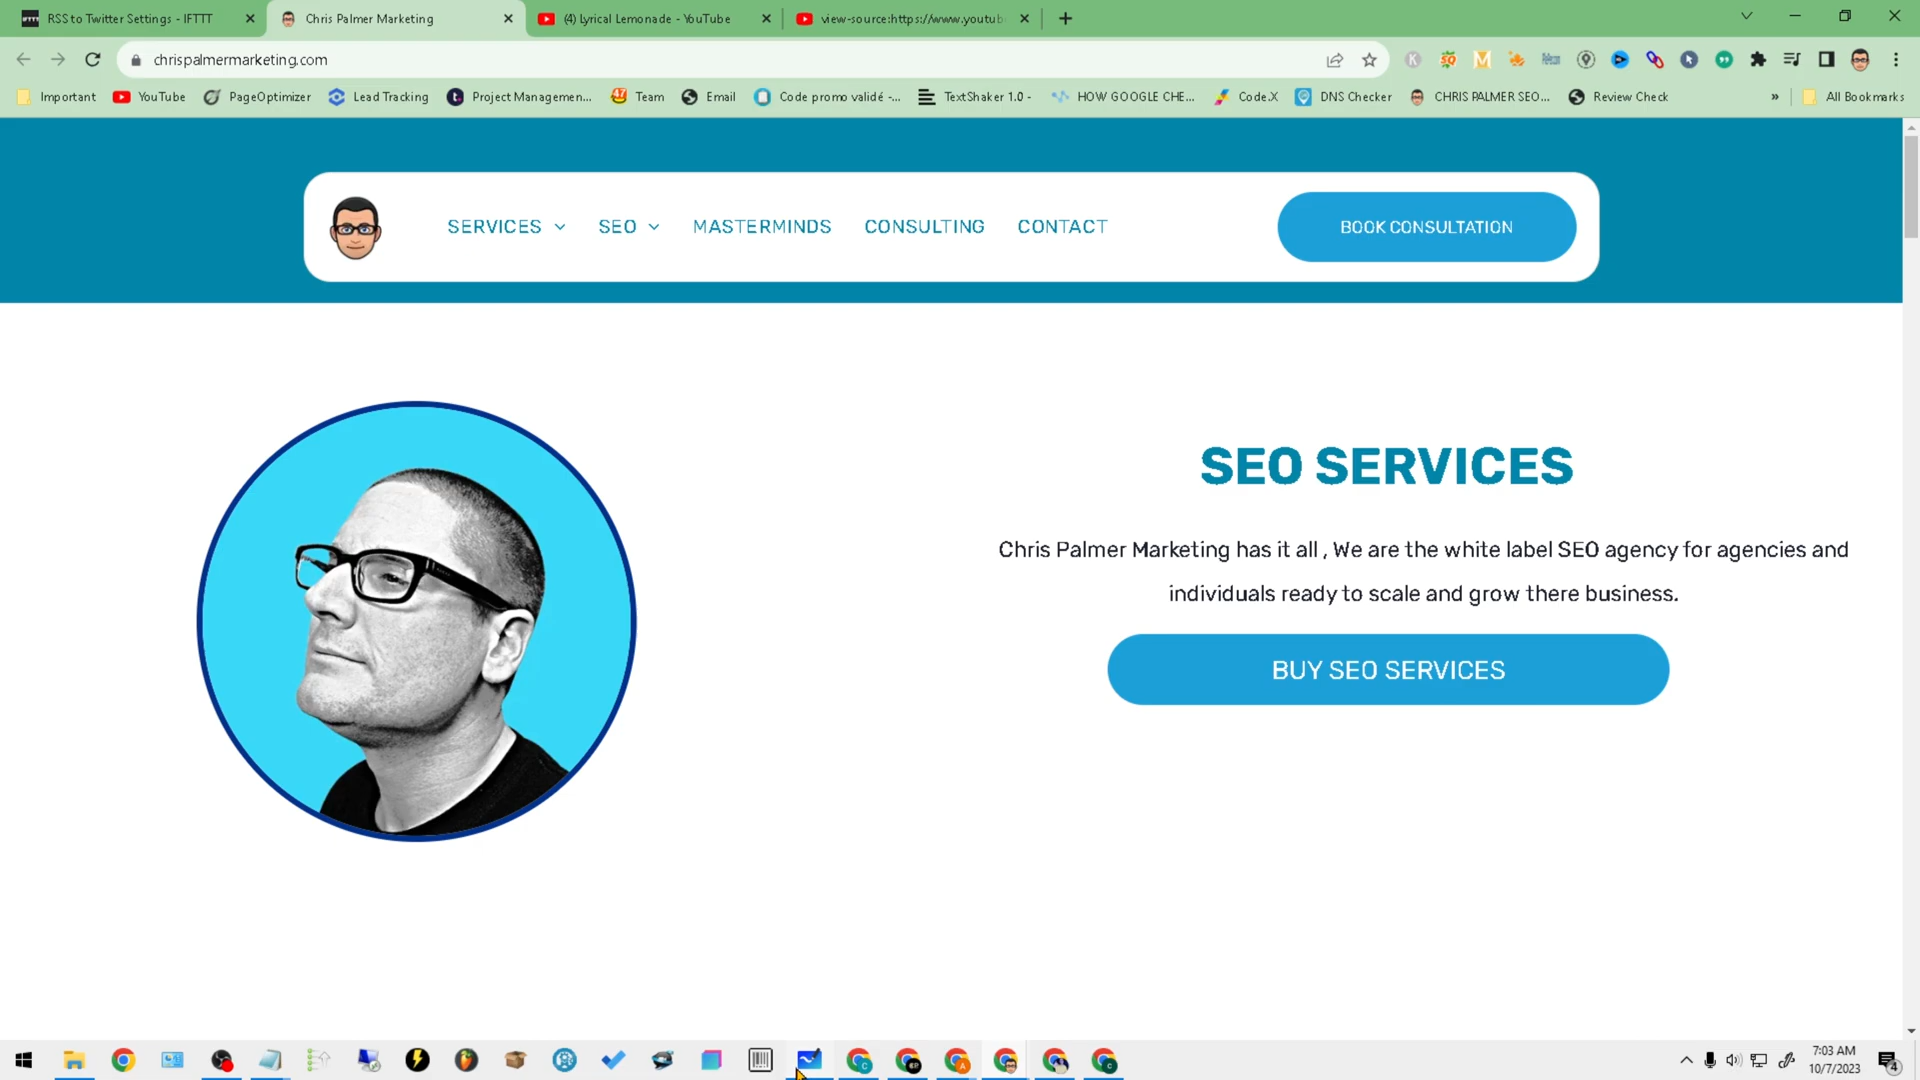 RSS to Twitter Settings - IFTTT
Chris Palmer Marketing
(4) Lyrical Lemonade - YouTube
view-source:https://www.youtub
chrispalmermarketing.com
Important
YouTube
PageOptimizer
Lead Tracking
Project Managemen...
Team
Email
Code promo validé -...
TextShaker 1.0 -
HOW GOOGLE CHE...
Code.X
DNS Checker
CHRIS PALMER SEO...
Review Check
»
All Bookmarks
SERVICES
SEO
MASTERMINDS
CONSULTING
CONTACT
BOOK CONSULTATION
SEO SERVICES
Chris Palmer Marketing has it all , We are the white label SEO agency for agencies and
individuals ready to scale and grow there business.
BUY SEO SERVICES
7:03 AM
10/7/2023
4